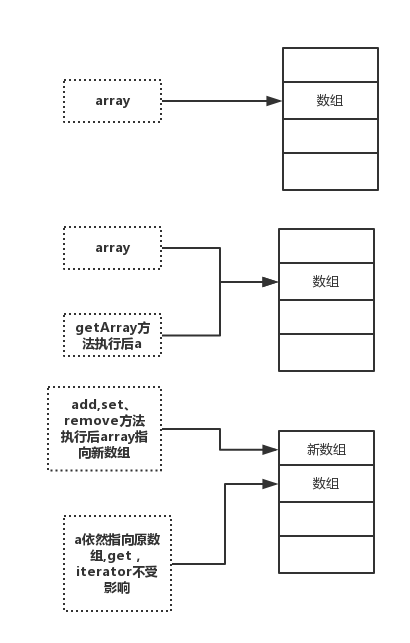 array
数组
array
数组
getArray方
法执行后a
add,set、
remove方法
执行后array指
向新数组
新数组
数组
a依然指向原数
组,get，
iterator不受
影响